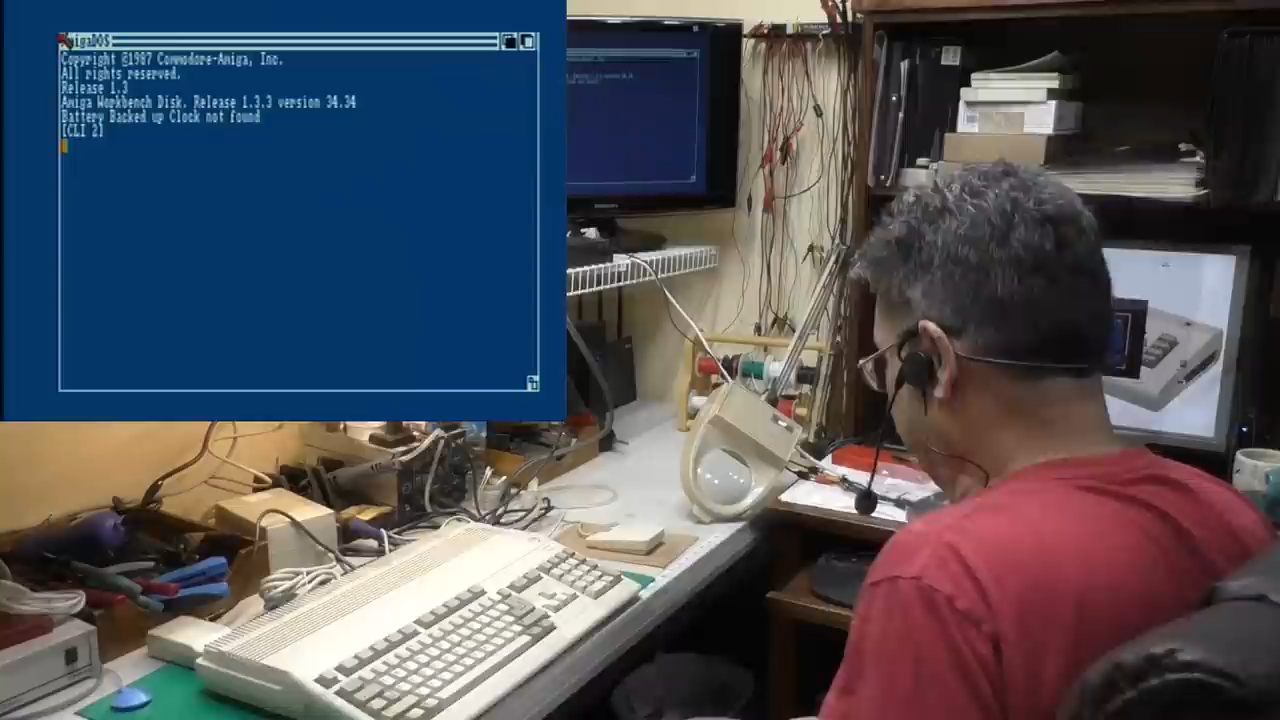 AmigaDOS
Copyright @1987 Commodore-Amiga, Inc.
All rights reserved.
Release 1.3
Amiga Workbench Disk. Release 1.3.3 version 34.34
Battery Backed up Clock not found
[CLI 2]